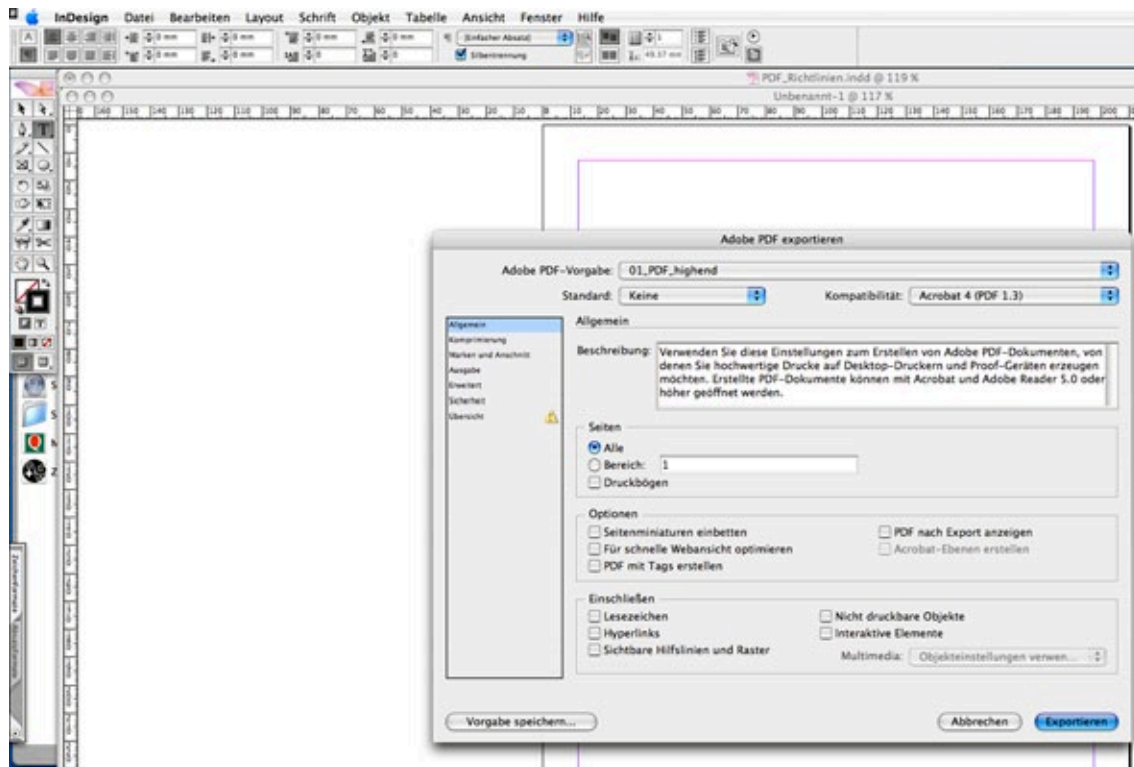 InDesign Datei Bearbeiten Layout Schrift Objekt Tabelle Ansicht Fenster Hilfe
(Einfacher Absatz)
Silbentrennung
PDF_Richtlinien.indd @ 119 %
Unbenannt-1 @ 117 %
Adobe PDF exportieren
Adobe PDF-Vorgabe: 01_PDF_highend
Standard: Keine Kompatibilität: Acrobat 4 (PDF 1.3)
Allgemein
Komprimierung
Marken und Anschnitt
Ausgabe
Erweitert
Sicherheit
Übersicht
Allgemein
Beschreibung: Verwenden Sie diese Einstellungen zum Erstellen von Adobe PDF-Dokumenten, von
denen Sie hochwertige Drucke auf Desktop-Druckern und Proof-Geräten erzeugen
möchten. Erstellte PDF-Dokumente können mit Acrobat und Adobe Reader 5.0 oder
höher geöffnet werden.
Seiten
Alle
Bereich: 1
Druckbögen
Optionen
Seitenminiaturen einbetten PDF nach Export anzeigen
Für schnelle Webansicht optimieren Acrobat-Ebenen erstellen
PDF mit Tags erstellen
Einschließen
Lesezeichen Nicht druckbare Objekte
Hyperlinks Interaktive Elemente
Sichtbare Hilfslinien und Raster Multimedia: Objekteinstellungen verwen...
Vorgabe speichern... Abbrechen Exportieren